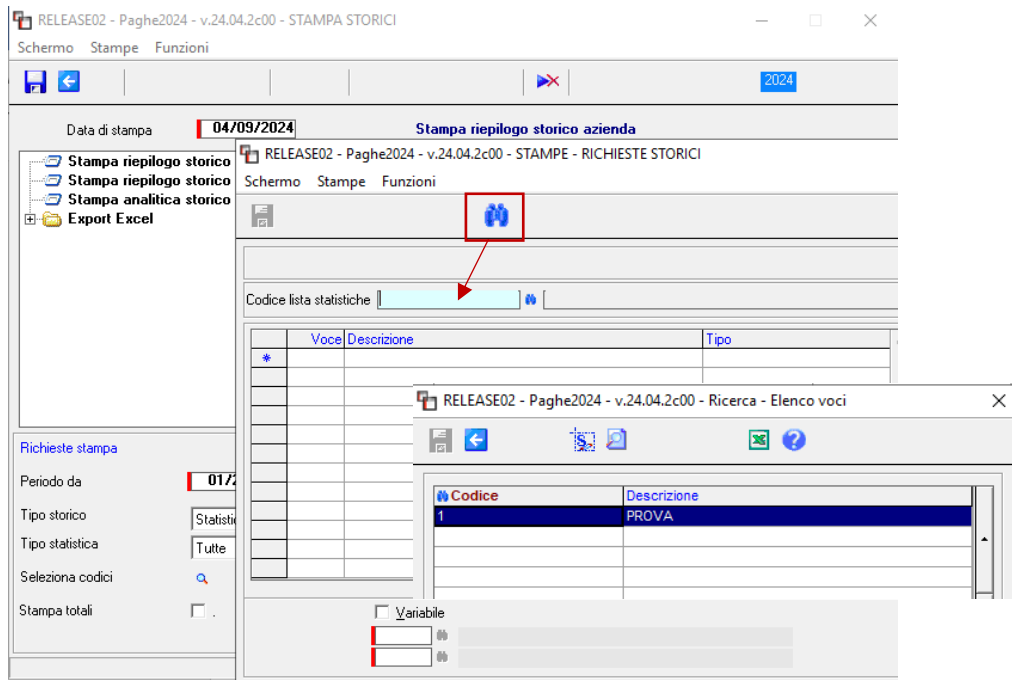 RELEASE02 - Paghe2024 - v.24.04.2c00 - STAMPA STORICI
Schermo Stampe Funzioni
2024
Data di stampa 04/09/2024 Stampa riepilogo storico azienda
Stampa riepilogo storico
Stampa riepilogo storico
Stampa analitica storico
Export Excel
Richieste stampa
Periodo da 01/2
Tipo storico Statisti
Tipo statistica Tutte
Seleziona codici
Stampa totali .
RELEASE02 - Paghe2024 - v.24.04.2c00 - STAMPE - RICHIESTE STORICI
Schermo Stampe Funzioni
Codice lista statistiche
Voce Descrizione Tipo
*
Variabile
RELEASE02 - Paghe2024 - v.24.04.2c00 - Ricerca - Elenco voci
Codice Descrizione
1 PROVA